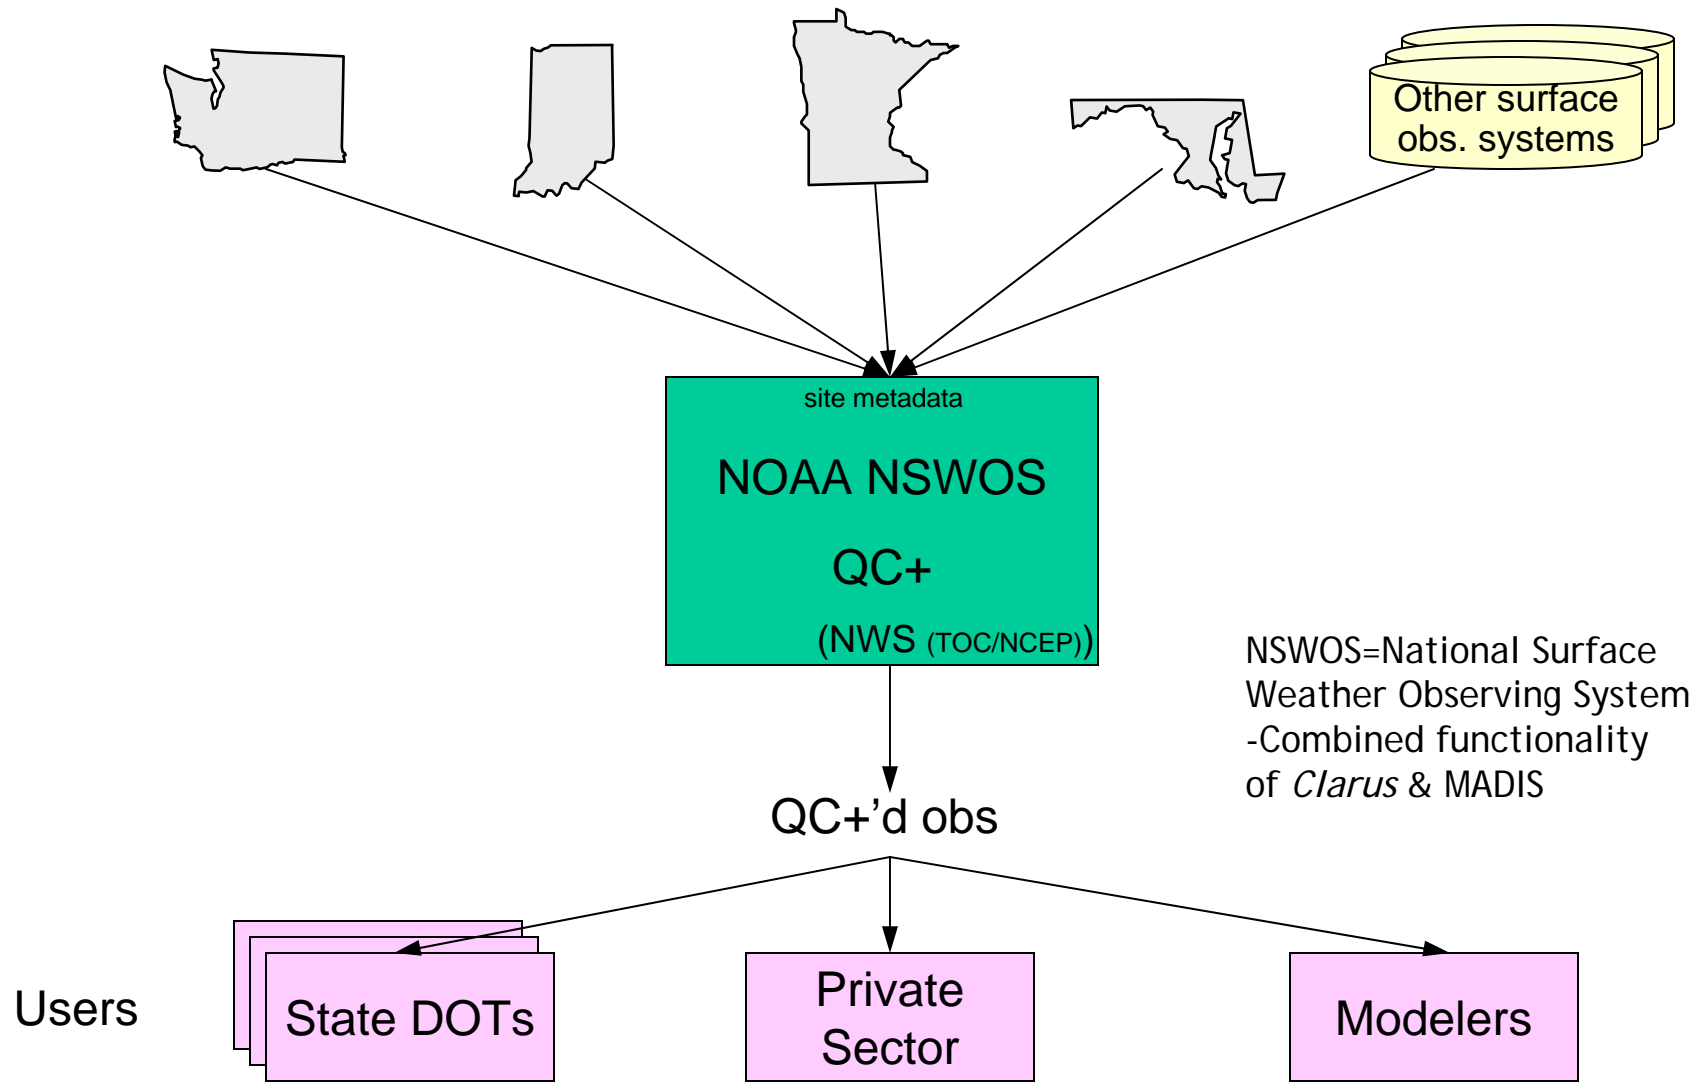 Other surface
obs. systems
site metadata
NOAA NSWOS
QC+
(NWS (TOC/NCEP))
NSWOS=National Surface
Weather Observing System
-Combined functionality
of Clarus & MADIS
QC+’d obs
Users
State DOTs
Private
Sector
Modelers